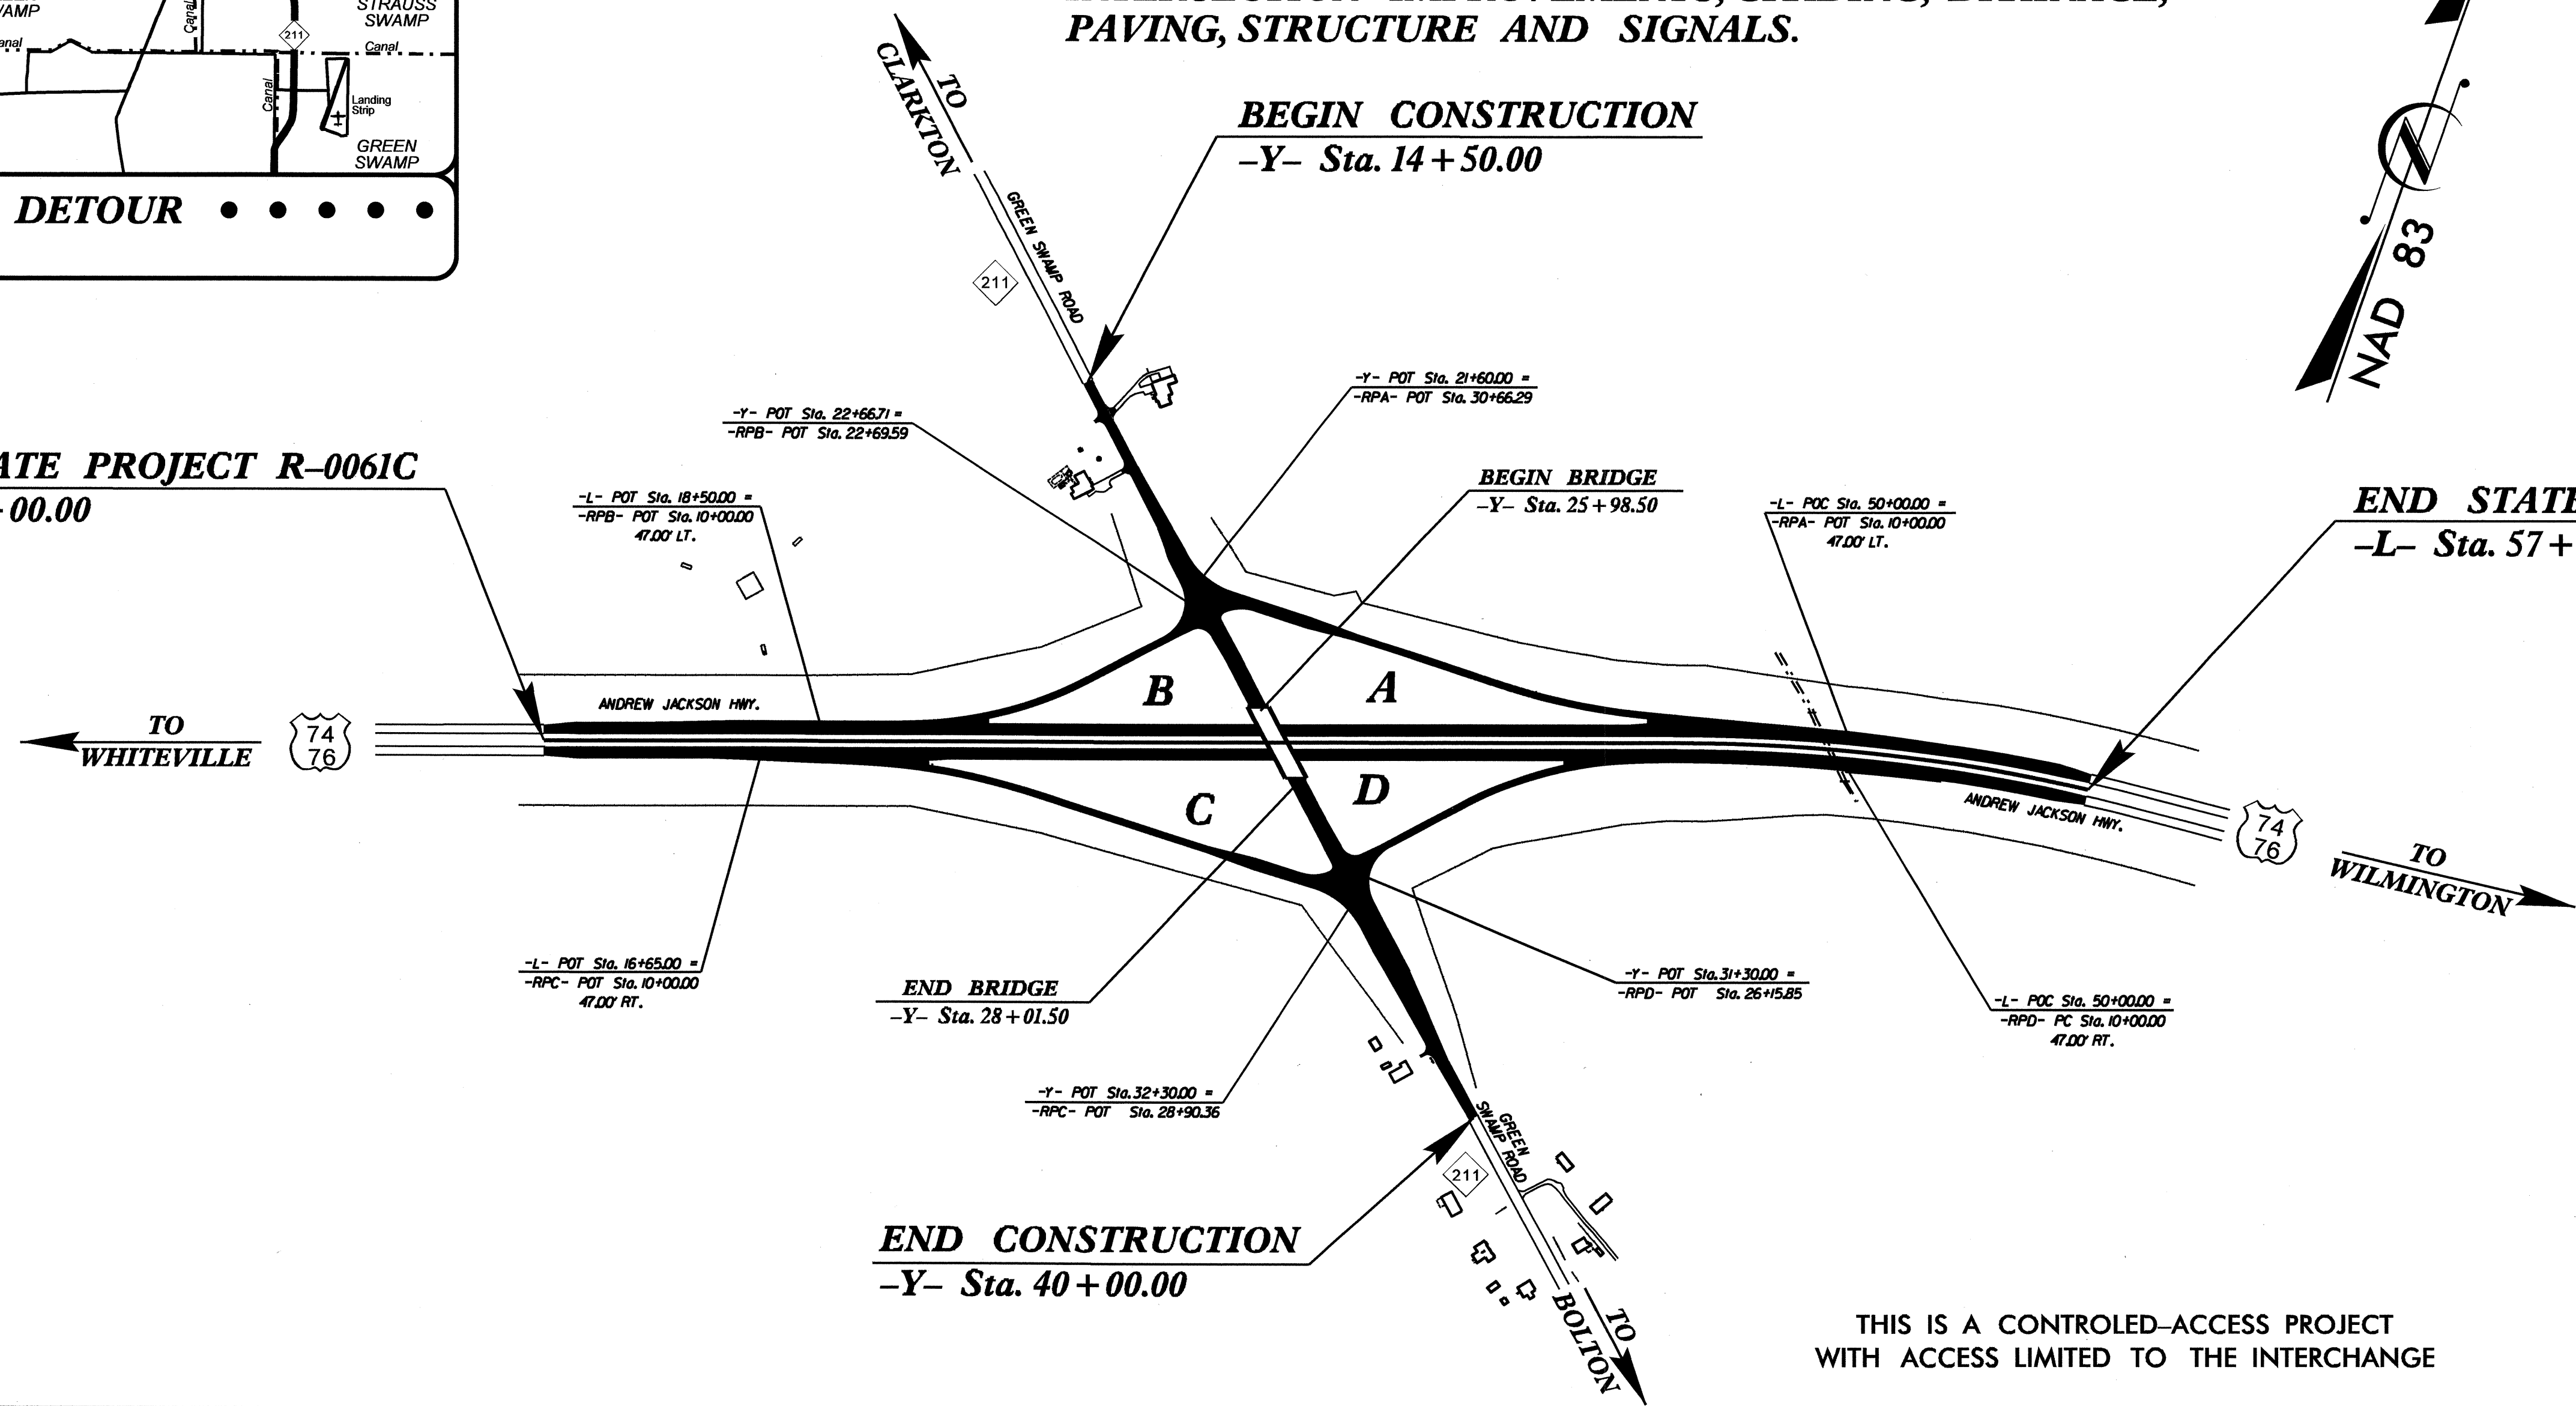 STRAUSS
SWAMP
Canal
211
Canal
Canal
Landing
Strip
GREEN
SWAMP
DETOUR
PAVING, STRUCTURE AND SIGNALS.
TO
CLARKTON
BEGIN CONSTRUCTION
–Y– Sta. 14+50.00
GREEN SWAMP ROAD
211
NAD 83
-Y- POT Sta. 21+60.00 =
-RPA- POT Sta. 30+66.29
-Y- POT Sta. 22+66.71 =
-RPB- POT Sta. 22+69.59
PROJECT R–0061C
00.00
BEGIN BRIDGE
–Y– Sta. 25+98.50
-L- POT Sta. 18+50.00 =
-RPB- POT Sta. 10+00.00
47.00' LT.
-L- POC Sta. 50+00.00 =
-RPA- POT Sta. 10+00.00
47.00' LT.
END STATE
–L– Sta. 57+
B
A
ANDREW JACKSON HWY.
TO
WHITEVILLE
74
76
C
D
ANDREW JACKSON HWY.
74
76
TO
WILMINGTON
-L- POT Sta. 16+65.00 =
-RPC- POT Sta. 10+00.00
47.00' RT.
END BRIDGE
–Y– Sta. 28+01.50
-Y- POT Sta. 31+30.00 =
-RPD- POT Sta. 26+15.85
-L- POC Sta. 50+00.00 =
-RPD- PC Sta. 10+00.00
47.00' RT.
-Y- POT Sta. 32+30.00 =
-RPC- POT Sta. 28+90.36
GREEN
SWAMP ROAD
211
END CONSTRUCTION
–Y– Sta. 40+00.00
TO
BOLTON
THIS IS A CONTROLED–ACCESS PROJECT
WITH ACCESS LIMITED TO THE INTERCHANGE